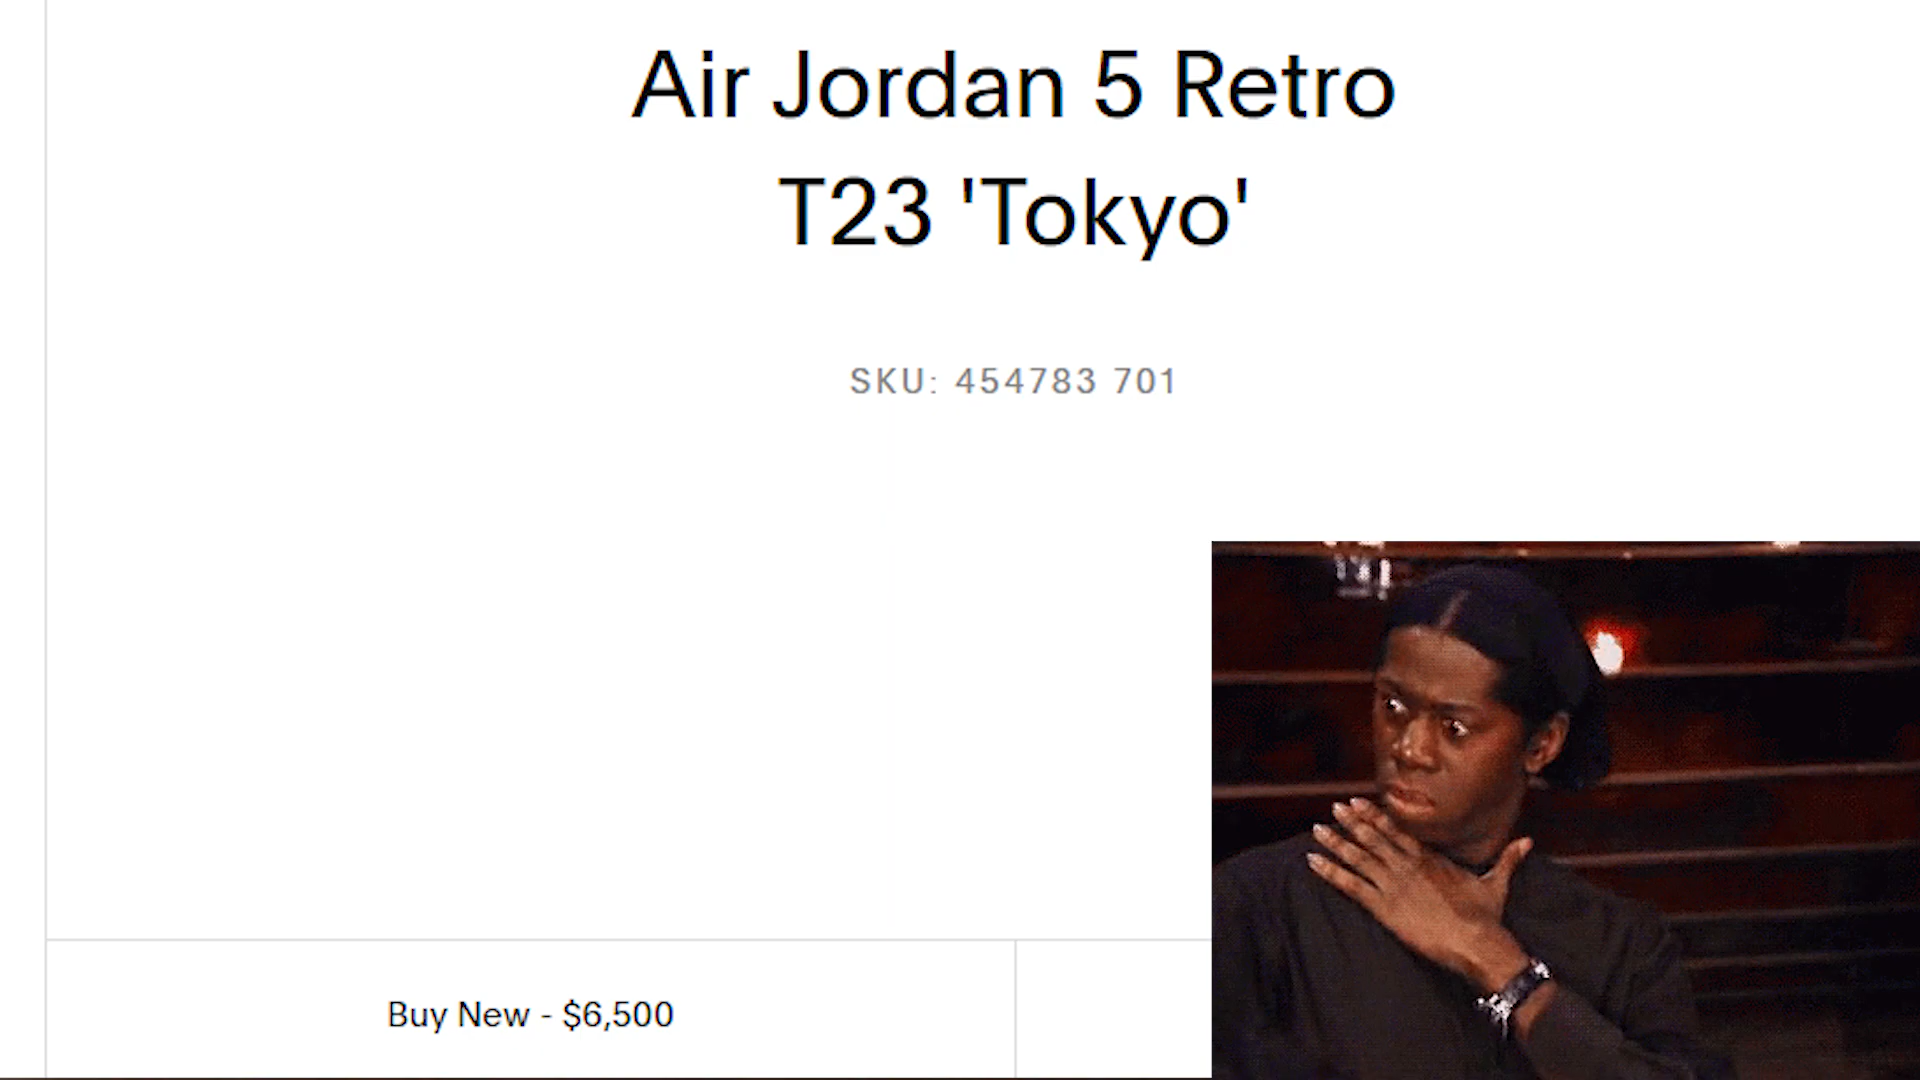 Air Jordan 5 Retro
T23 'Tokyo'
SKU: 454783 701
Buy New - $6,500